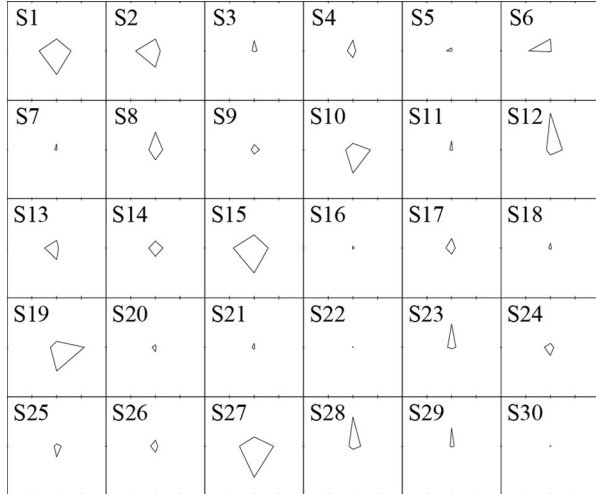 S1 S2 S3 S4 S5 S6
S7 S8 S9 S10 S11 S12
S13 S14 S15 S16 S17 S18
S19 S20 S21 S22 S23 S24
S25 S26 S27 S28 S29 S30